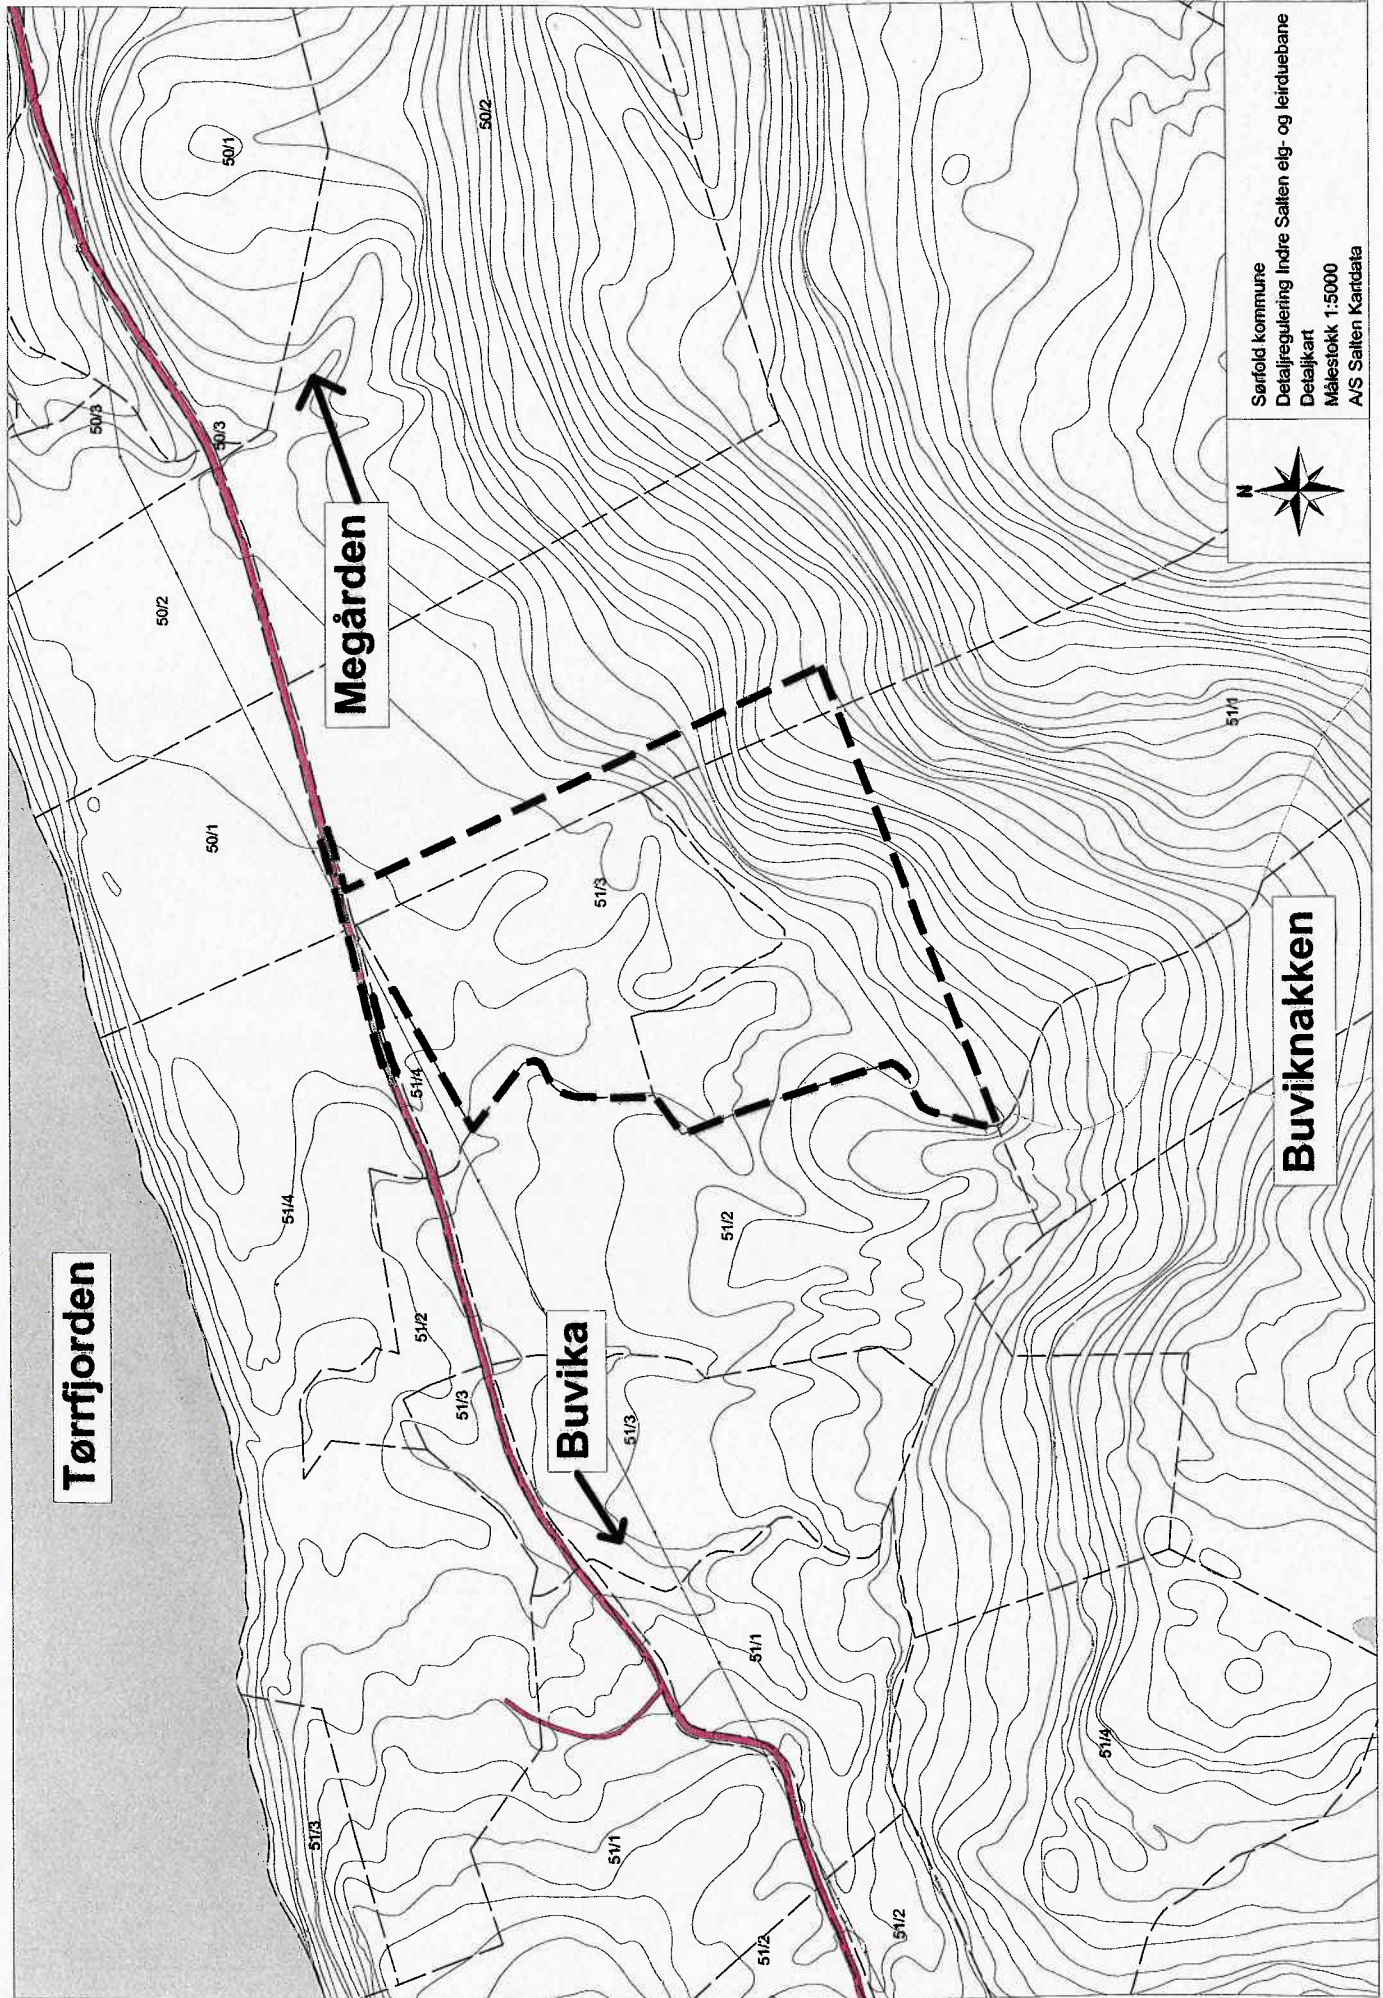 Tørrfjorden
50/3
50/2
50/1
50/3
50/1
51/4
51/3
Megården
51/4
51/2
51/3
50/2
Buvika
51/3
51/1
51/3
51/2
51/1
51/2
51/2
51/4
51/1
Buviknakken
N
Sørfold kommune
Detaljregulering Indre Salten elg- og leirduebane
Detaljkart
Målestokk 1:5000
A/S Salten Kartdata